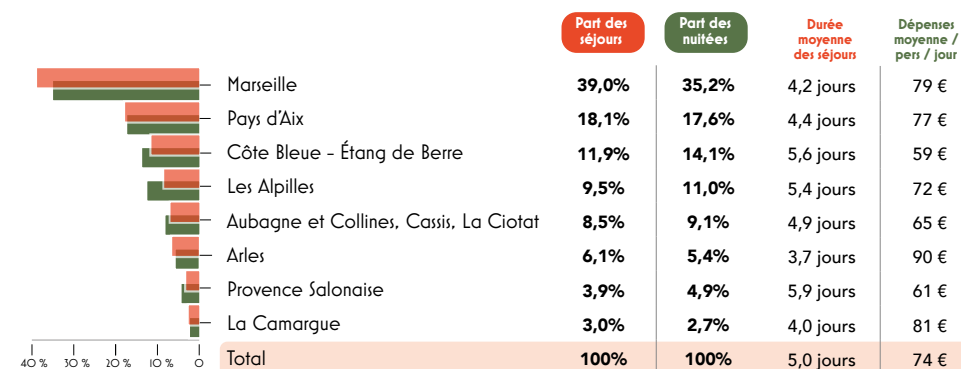 Part des séjours
Part des nuitées
Durée moyenne des séjours
Dépenses moyenne / pers / jour
Marseille 39,0% 35,2% 4,2 jours 79 €
Pays d'Aix 18,1% 17,6% 4,4 jours 77 €
Côte Bleue - Étang de Berre 11,9% 14,1% 5,6 jours 59 €
Les Alpilles 9,5% 11,0% 5,4 jours 72 €
Aubagne et Collines, Cassis, La Ciotat 8,5% 9,1% 4,9 jours 65 €
Arles 6,1% 5,4% 3,7 jours 90 €
Provence Salonaise 3,9% 4,9% 5,9 jours 61 €
La Camargue 3,0% 2,7% 4,0 jours 81 €
Total 100% 100% 5,0 jours 74 €
40 % 30 % 20 % 10 % 0